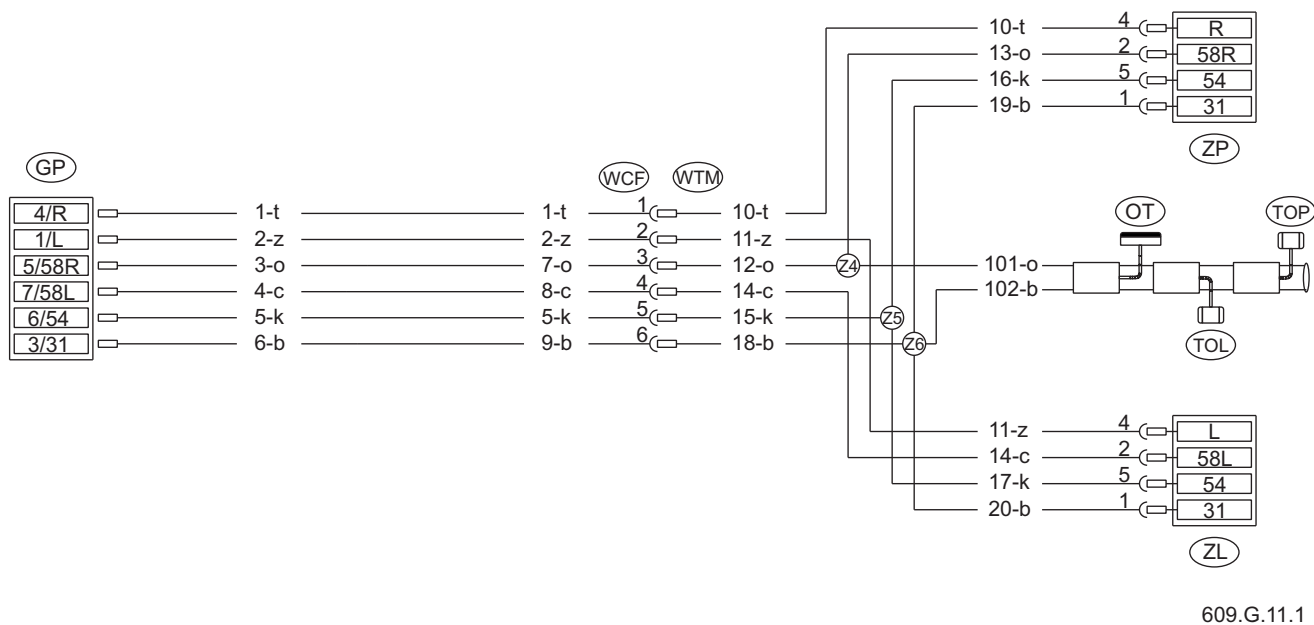 10-t 4 R
13-o 2 58R
16-k 5 54
19-b 1 31
ZP
GP
WCF WTM
4/R 1-t 1-t 1 10-t
1/L 2-z 2-z 2 11-z
5/58R 3-o 7-o 3 12-o Z4 101-o
7/58L 4-c 8-c 4 14-c 102-b
6/54 5-k 5-k 5 15-k Z5
3/31 6-b 9-b 6 18-b Z6
OT TOP
TOL
11-z 4 L
14-c 2 58L
17-k 5 54
20-b 1 31
ZL
609.G.11.1